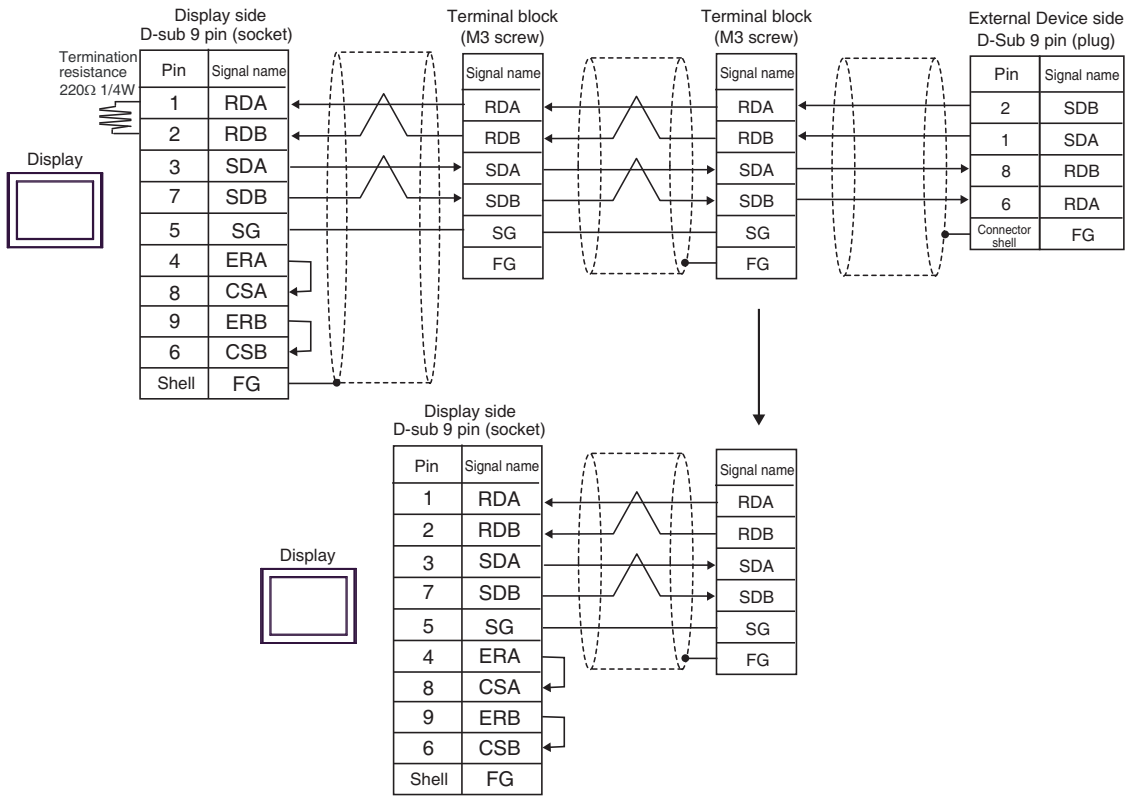 Display side
D-sub 9 pin (socket)
Termination
resistance
220Ω 1/4W
Display
Pin Signal name
1 RDA
2 RDB
3 SDA
7 SDB
5 SG
4 ERA
8 CSA
9 ERB
6 CSB
Shell FG
Terminal block
(M3 screw)
Signal name
RDA
RDB
SDA
SDB
SG
FG
Terminal block
(M3 screw)
Signal name
RDA
RDB
SDA
SDB
SG
FG
External Device side
D-Sub 9 pin (plug)
Pin Signal name
2 SDB
1 SDA
8 RDB
6 RDA
Connector
shell FG
Display side
D-sub 9 pin (socket)
Display
Pin Signal name
1 RDA
2 RDB
3 SDA
7 SDB
5 SG
4 ERA
8 CSA
9 ERB
6 CSB
Shell FG
Signal name
RDA
RDB
SDA
SDB
SG
FG